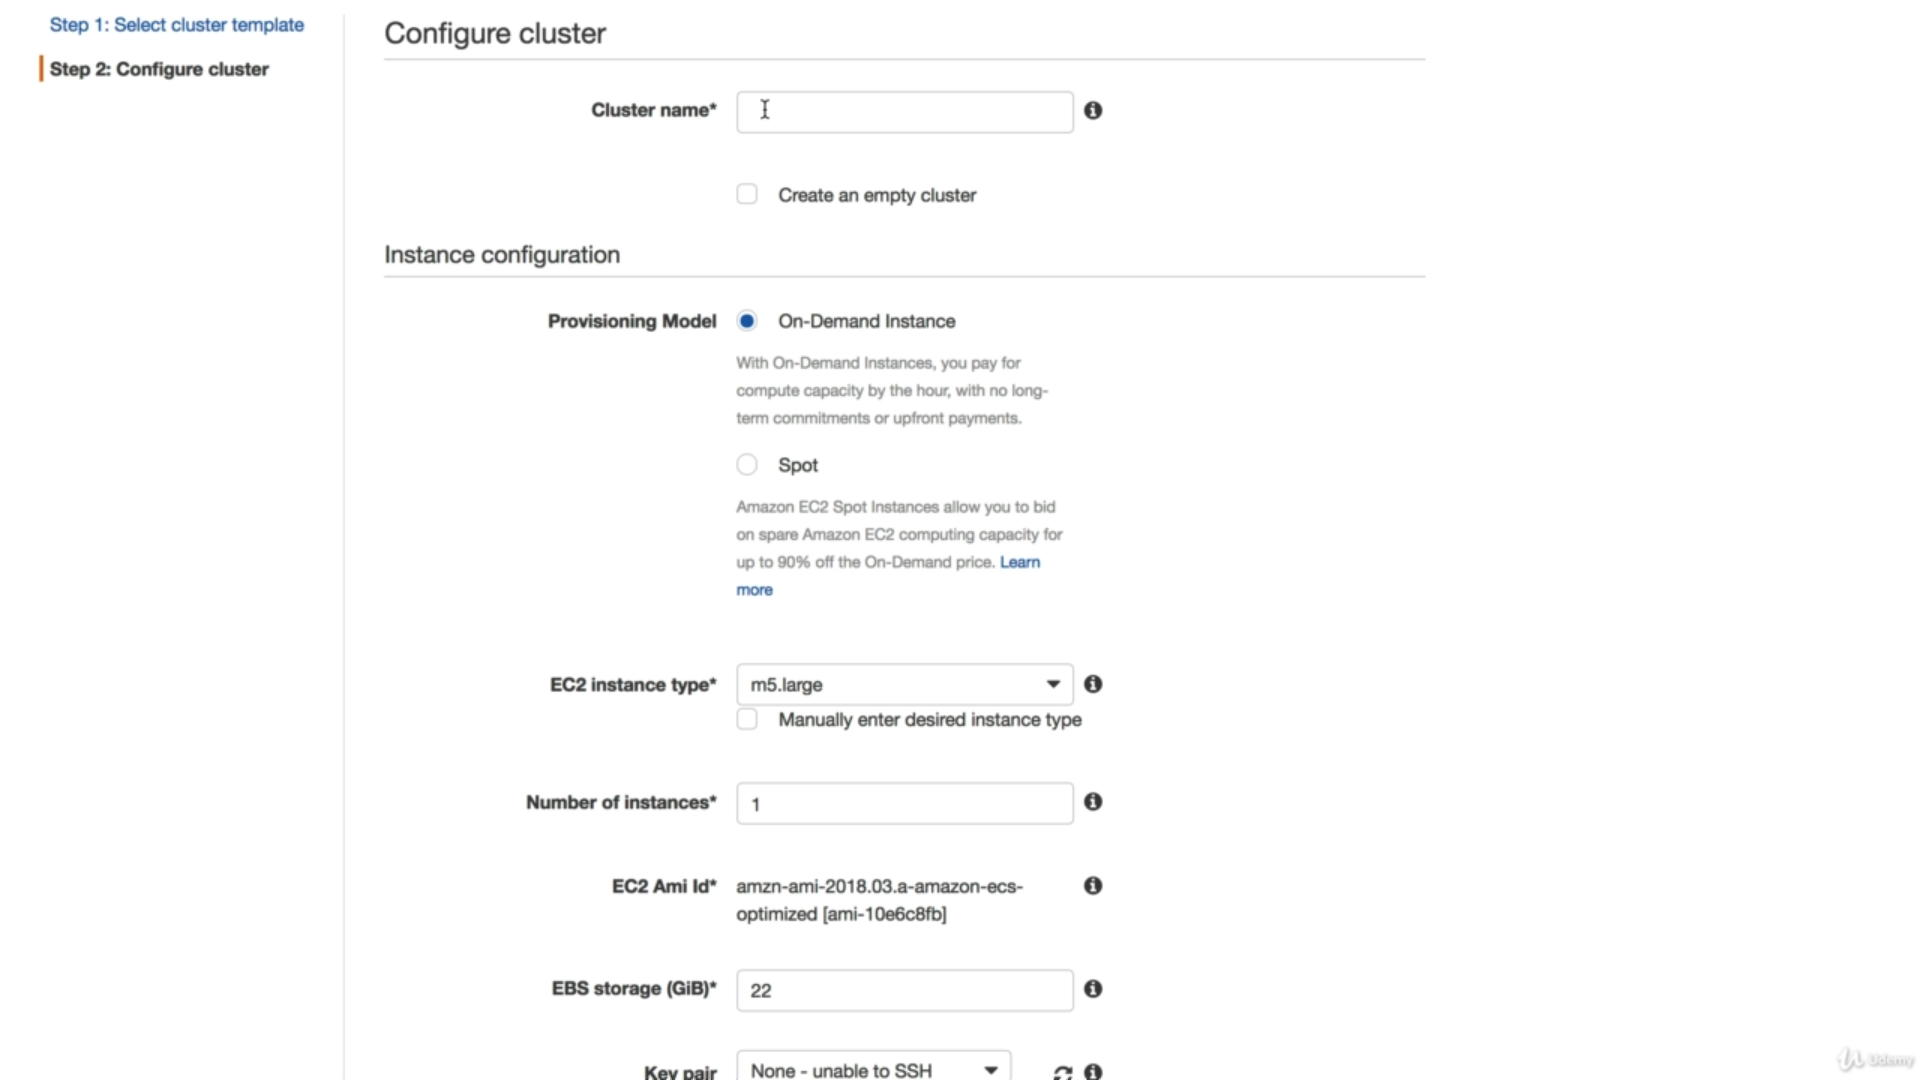 Step 1: Select cluster template
Step 2: Configure cluster
Configure cluster
Cluster name*
Create an empty cluster
Instance configuration
Provisioning Model
On-Demand Instance
With On-Demand Instances, you pay for
compute capacity by the hour, with no long-
term commitments or upfront payments.
Spot
Amazon EC2 Spot Instances allow you to bid
on spare Amazon EC2 computing capacity for
up to 90% off the On-Demand price. Learn
more
EC2 instance type*
m5.large
Manually enter desired instance type
Number of instances*
1
EC2 Ami Id*
amzn-ami-2018.03.a-amazon-ecs-
optimized [ami-10e6c8fb]
EBS storage (GiB)*
22
Key pair
None - unable to SSH
Udemy